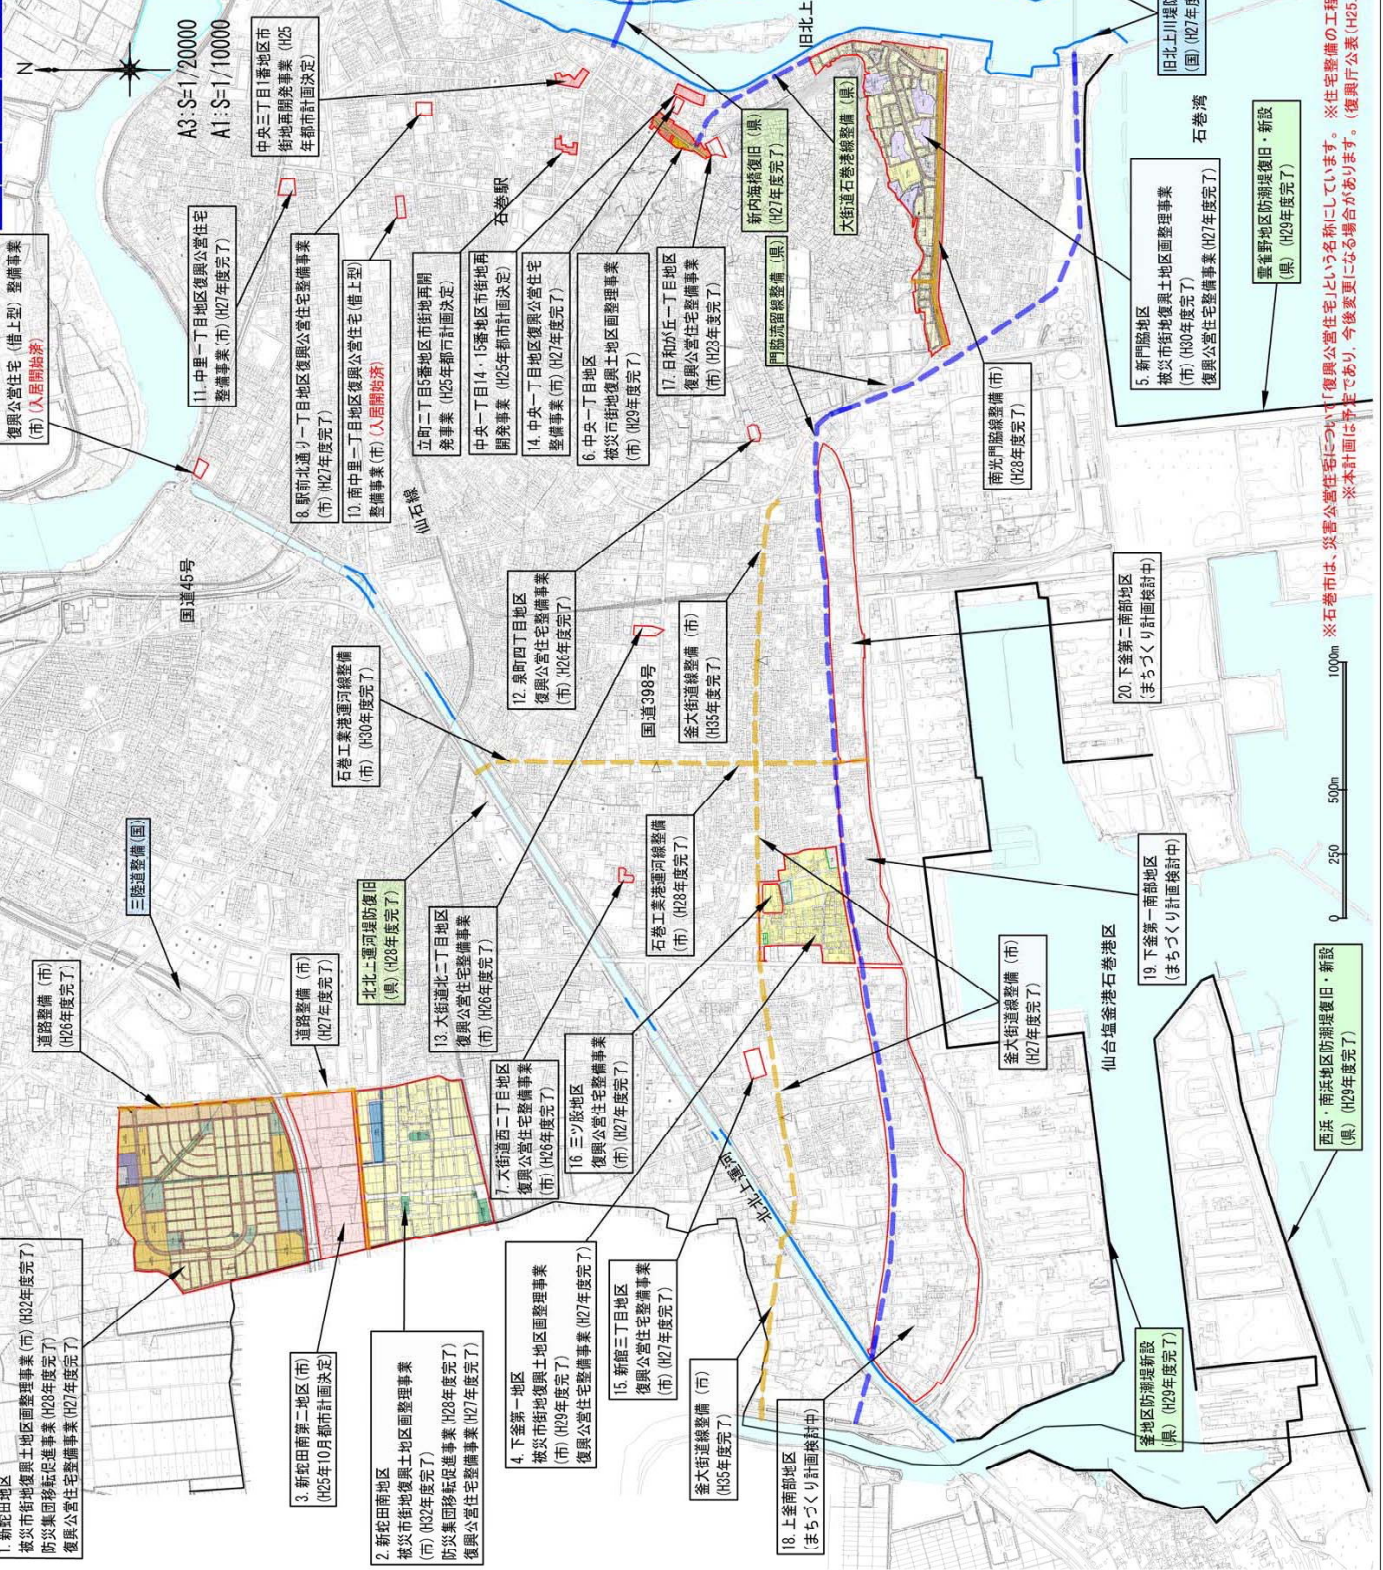 N
A3:S=1/20000
A1:S=1/10000
復興公営住宅（借上型）整備事業
(市)(入居開始済)
11.中里一丁目地区復興公営住宅
整備事業(市)(H27年度完了)
中央三丁目1番地区市
街地再開発事業(H25
年都市計画決定)
8.駅前北通り一丁目地区復興公営住宅整備事業
(市)(H27年度完了)
10.南中里一丁目地区復興公営住宅(借上型)
整備事業(市)(入居開始済)
立町二丁目5番地区市街地再開
発事業(H25年都市計画決定)
中央一丁目14・15番地区市街地再
開発事業(H25年都市計画決定)
14.中央一丁目地区復興公営住宅
整備事業(市)(H27年度完了)
6.中央一丁目地区
被災市街地復興土地区画整理事業
(市)(H29年度完了)
17.日和が丘一丁目地区
復興公営住宅整備事業
(市)(H28年度完了)
石巻駅
仙石線
国道45号
新内海橋復旧(県)
(H27年度完了)
門脇流留線整備(県)
大街道石巻港線整備(県)
旧北上
旧北上川堤防
(国)(H27年度
石巻湾
5.新門脇地区
被災市街地復興土地区画整理事業
(市)(H30年度完了)
復興公営住宅整備事業(H27年度完了)
雲雀野地区防潮堤復旧・新設
(県)(H29年度完了)
南光門脇線整備(市)
(H28年度完了)
12.泉町四丁目地区
復興公営住宅整備事業
(市)(H26年度完了)
国道398号
釜大街道線整備(市)
(H35年度完了)
石巻工業港運河線整備
(市)(H30年度完了)
三陸道整備(国)
道路整備(市)
(H26年度完了)
道路整備(市)
(H27年度完了)
北北上運河堤防復旧
(県)(H28年度完了)
13.大街道北二丁目地区
復興公営住宅整備事業
(市)(H26年度完了)
石巻工業港運河線整備
(市)(H28年度完了)
7.大街道西二丁目地区
復興公営住宅整備事業
(市)(H26年度完了)
16 三ツ股地区
復興公営住宅整備事業
(市)(H27年度完了)
北北上運河
釜大街道線整備(市)
(H27年度完了)
20.下釜第二南部地区
(まちづくり計画検討中)
19.下釜第一南部地区
(まちづくり計画検討中)
仙台塩釜港石巻港区
1.新蛇田地区
被災市街地復興土地区画整理事業(市)(H32年度完了)
防災集団移転促進事業(H28年度完了)
復興公営住宅整備事業(H27年度完了)
3.新蛇田南第二地区(市)
(H25年10月都市計画決定)
2.新蛇田南地区
被災市街地復興土地区画整理事業
(市)(H32年度完了)
防災集団移転促進事業(H28年度完了)
復興公営住宅整備事業(H27年度完了)
4.下釜第一地区
被災市街地復興土地区画整理事業
(市)(H29年度完了)
復興公営住宅整備事業(H27年度完了)
15.新館三丁目地区
復興公営住宅整備事業
(市)(H27年度完了)
釜大街道線整備(市)
(H35年度完了)
18.上釜南部地区
(まちづくり計画検討中)
釜地区防潮堤新設
(県)(H29年度完了)
西浜・南浜地区防潮堤復旧・新設
(県)(H29年度完了)
0 250 500m 1000m
※石巻市は、災害公営住宅について「復興公営住宅」という名称にしています。 ※住宅整備の工程
※本計画は予定であり、今後変更になる場合があります。 (復興庁公表(H25.